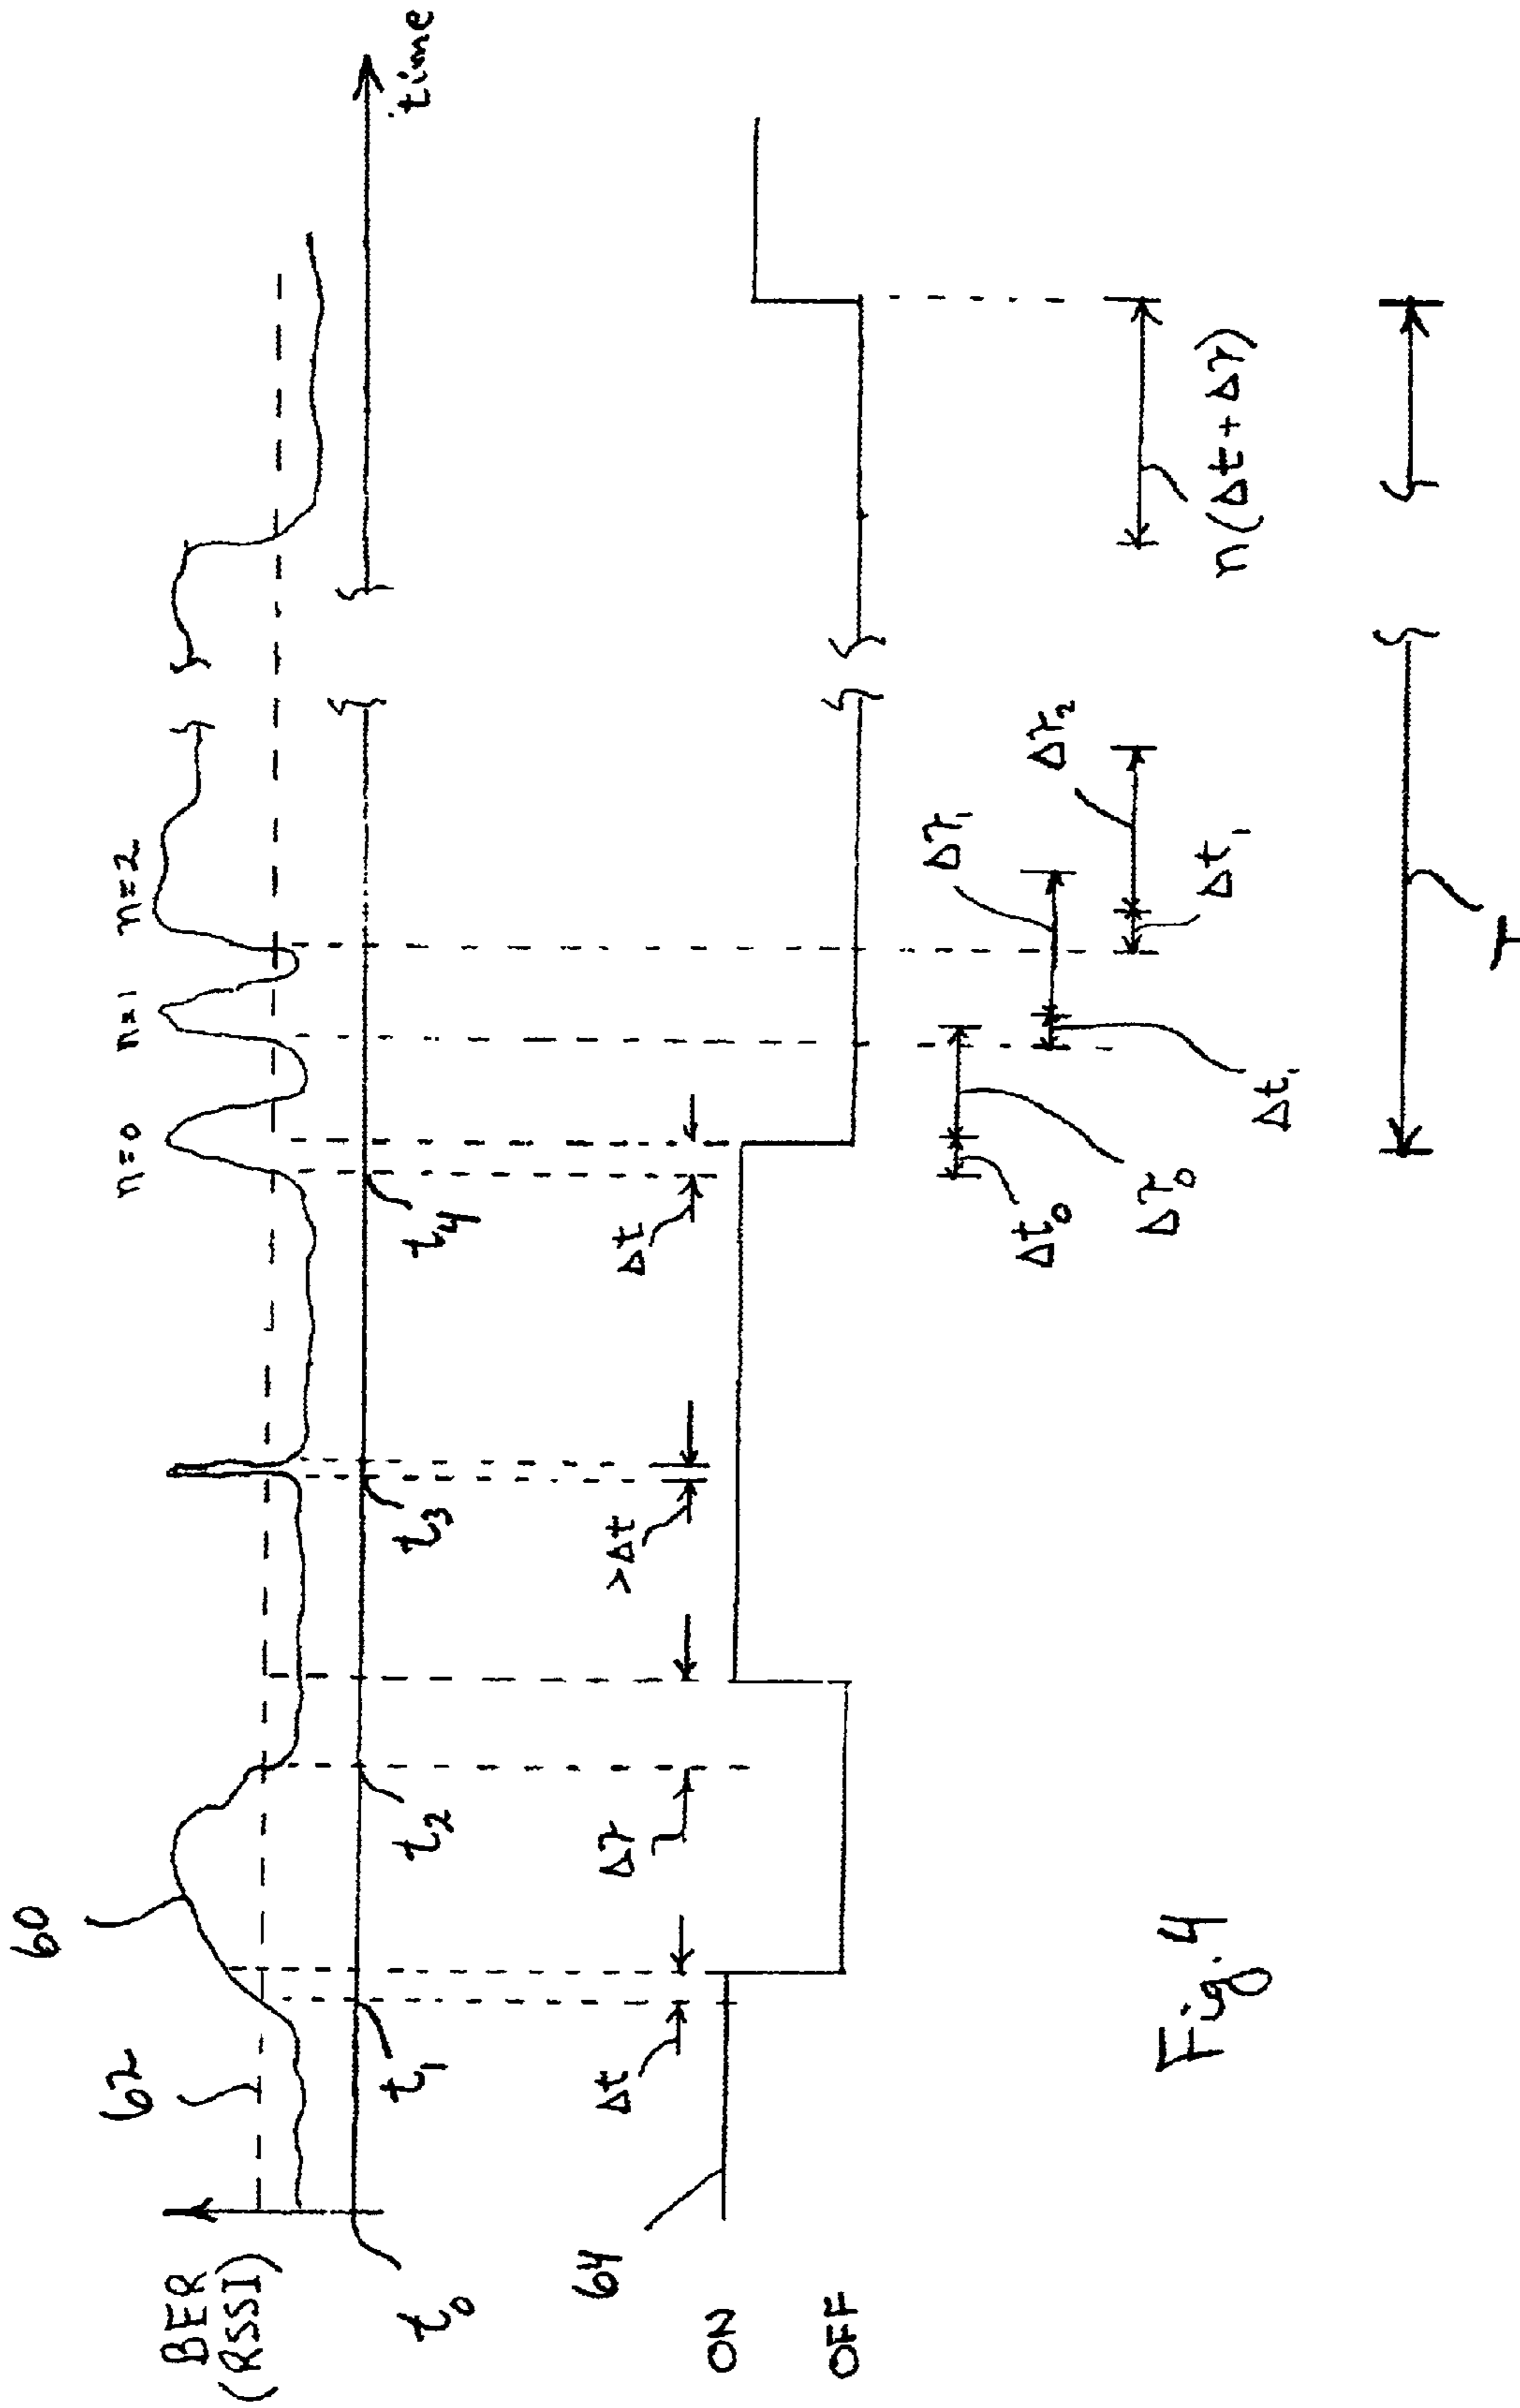 60
62
BER
(RSSI)
n=0
n=1
n=2
time
t0
t1
t2
t3
t4
64
ON
OFF
Δt
Δτ
>Δt
Δt
Δt0
Δτ0
Δt1
Δτ1
Δt1
Δτ2
n(Δt+Δτ)
T
Fig.4